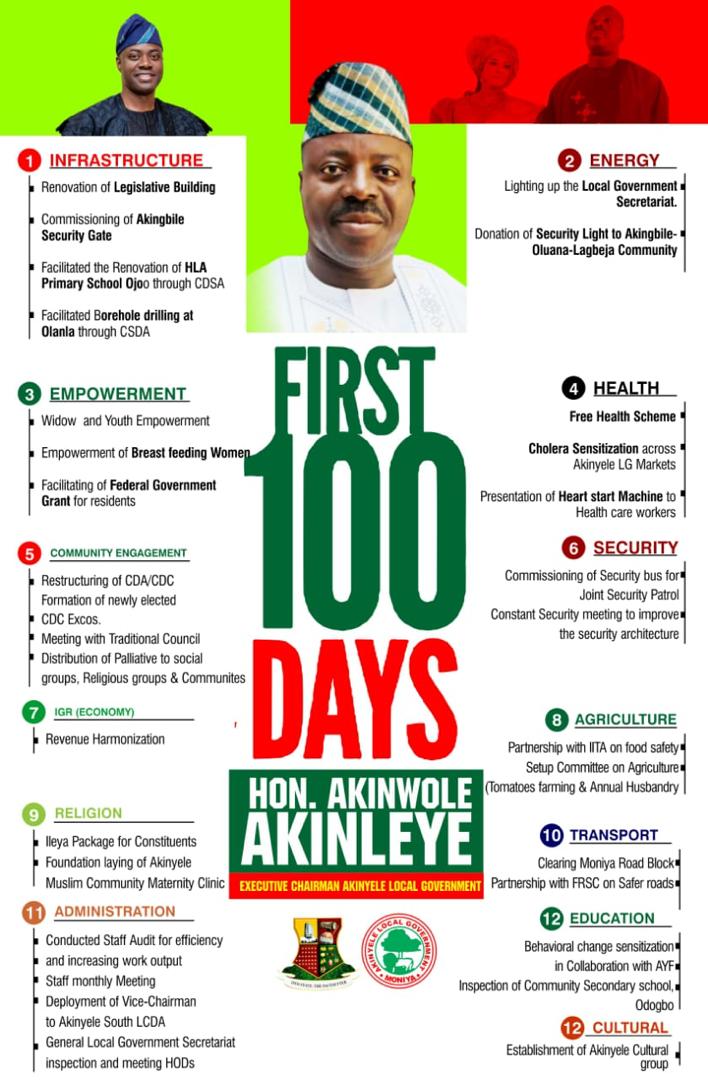 1 INFRASTRUCTURE
Renovation of Legislative Building
Commissioning of Akingbile
Security Gate
Facilitated the Renovation of HLA
Primary School Ojoo through CDSA
Facilitated Borehole drilling at
Olanla through CSDA
2 ENERGY
Lighting up the Local Government
Secretariat.
Donation of Security Light to Akingbile-
Oluana-Lagbeja Community
3 EMPOWERMENT
Widow and Youth Empowerment
Empowerment of Breast feeding Women
Facilitating of Federal Government
Grant for residents
4 HEALTH
Free Health Scheme
Cholera Sensitization across
Akinyele LG Markets
Presentation of Heart start Machine to
Health care workers
5 COMMUNITY ENGAGEMENT
Restructuring of CDA/CDC
Formation of newly elected
CDC Excos.
Meeting with Traditional Council
Distribution of Palliative to social
groups, Religious groups & Communites
6 SECURITY
Commissioning of Security bus for
Joint Security Patrol
Constant Security meeting to improve
the security architecture
7 IGR (ECONOMY)
Revenue Harmonization
8 AGRICULTURE
Partnership with IITA on food safety
Setup Committee on Agriculture
(Tomatoes farming & Annual Husbandry
9 RELIGION
Ileya Package for Constituents
Foundation laying of Akinyele
Muslim Community Maternity Clinic
10 TRANSPORT
Clearing Moniya Road Block
Partnership with FRSC on Safer roads
11 ADMINISTRATION
Conducted Staff Audit for efficiency
and increasing work output
Staff monthly Meeting
Deployment of Vice-Chairman
to Akinyele South LCDA
General Local Government Secretariat
inspection and meeting HODs
12 EDUCATION
Behavioral change sensitization
in Collaboration with AYF
Inspection of Community Secondary school,
Odogbo
12 CULTURAL
Establishment of Akinyele Cultural
group
FIRST
100
DAYS
HON. AKINWOLE
AKINLEYE
EXECUTIVE CHAIRMAN AKINYELE LOCAL GOVERNMENT
AKINYELE LOCAL GOVERNMENT
MONIYA